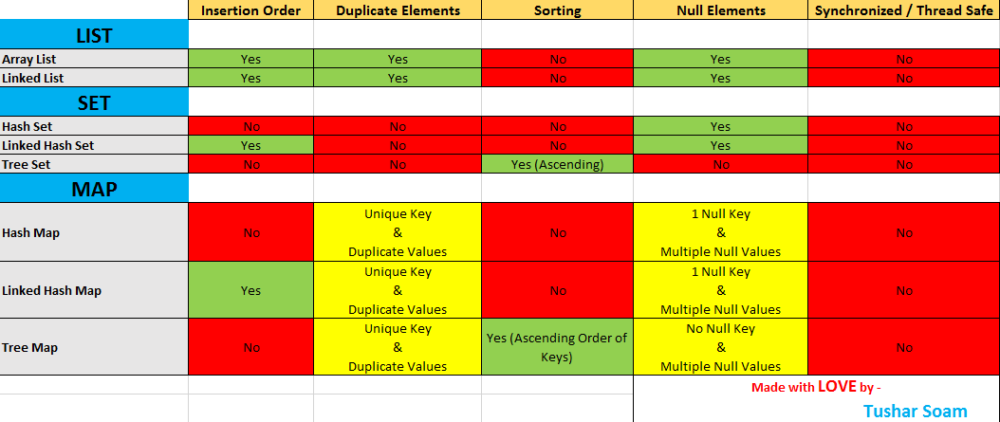 Insertion Order Duplicate Elements Sorting Null Elements Synchronized / Thread Safe
LIST
Array List Yes Yes No Yes No
Linked List Yes Yes No Yes No
SET
Hash Set No No No Yes No
Linked Hash Set Yes No No Yes No
Tree Set No No Yes (Ascending) No No
MAP
Hash Map No Unique Key & Duplicate Values No 1 Null Key & Multiple Null Values No
Linked Hash Map Yes Unique Key & Duplicate Values No 1 Null Key & Multiple Null Values No
Tree Map No Unique Key & Duplicate Values Yes (Ascending Order of Keys) No Null Key & Multiple Null Values No
Made with LOVE by -
Tushar Soam